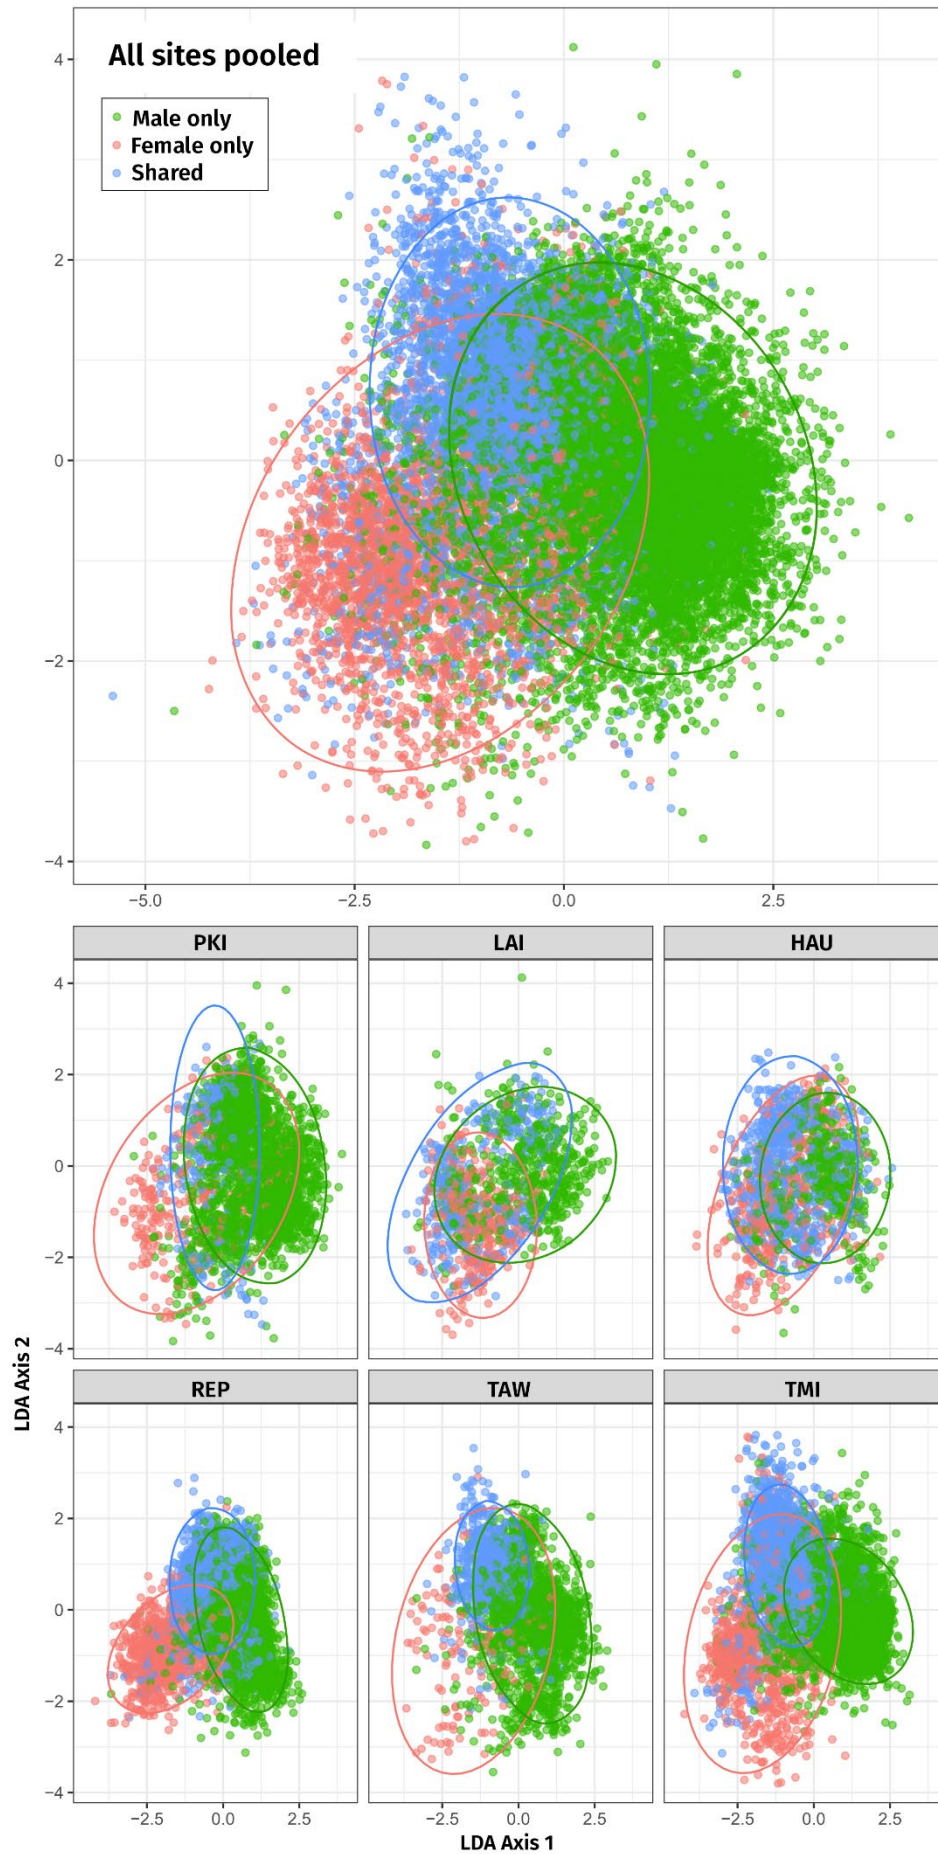 All sites pooled
Male only
Female only
Shared
4
2
0
−2
−4
−5.0 −2.5 0.0 2.5
PKI LAI HAU
4
2
0
−2
−4
REP TAW TMI
4
2
0
−2
−4
−2.5 0.0 2.5 −2.5 0.0 2.5 −2.5 0.0 2.5
LDA Axis 2
LDA Axis 1